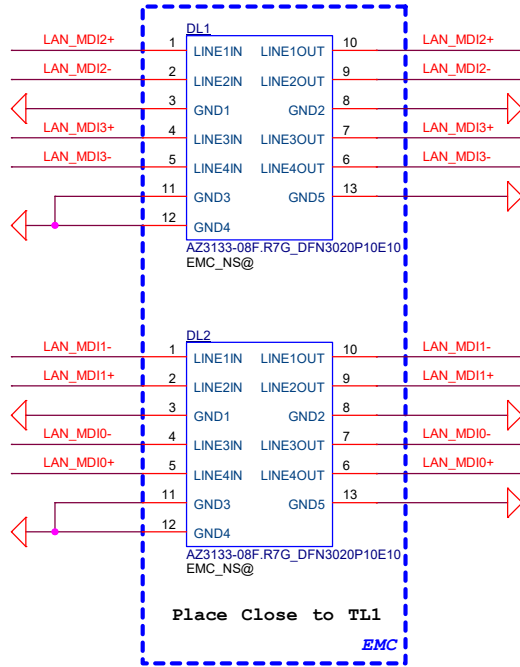 DL1
LAN_MDI2+ 1 LINE1IN LINE1OUT 10 LAN_MDI2+
LAN_MDI2- 2 LINE2IN LINE2OUT 9 LAN_MDI2-
3 GND1 GND2 8
LAN_MDI3+ 4 LINE3IN LINE3OUT 7 LAN_MDI3+
LAN_MDI3- 5 LINE4IN LINE4OUT 6 LAN_MDI3-
11 GND3 GND5 13
12 GND4
AZ3133-08F.R7G_DFN3020P10E10
EMC_NS@
DL2
LAN_MDI1- 1 LINE1IN LINE1OUT 10 LAN_MDI1-
LAN_MDI1+ 2 LINE2IN LINE2OUT 9 LAN_MDI1+
3 GND1 GND2 8
LAN_MDI0- 4 LINE3IN LINE3OUT 7 LAN_MDI0-
LAN_MDI0+ 5 LINE4IN LINE4OUT 6 LAN_MDI0+
11 GND3 GND5 13
12 GND4
AZ3133-08F.R7G_DFN3020P10E10
EMC_NS@
Place Close to TL1
EMC